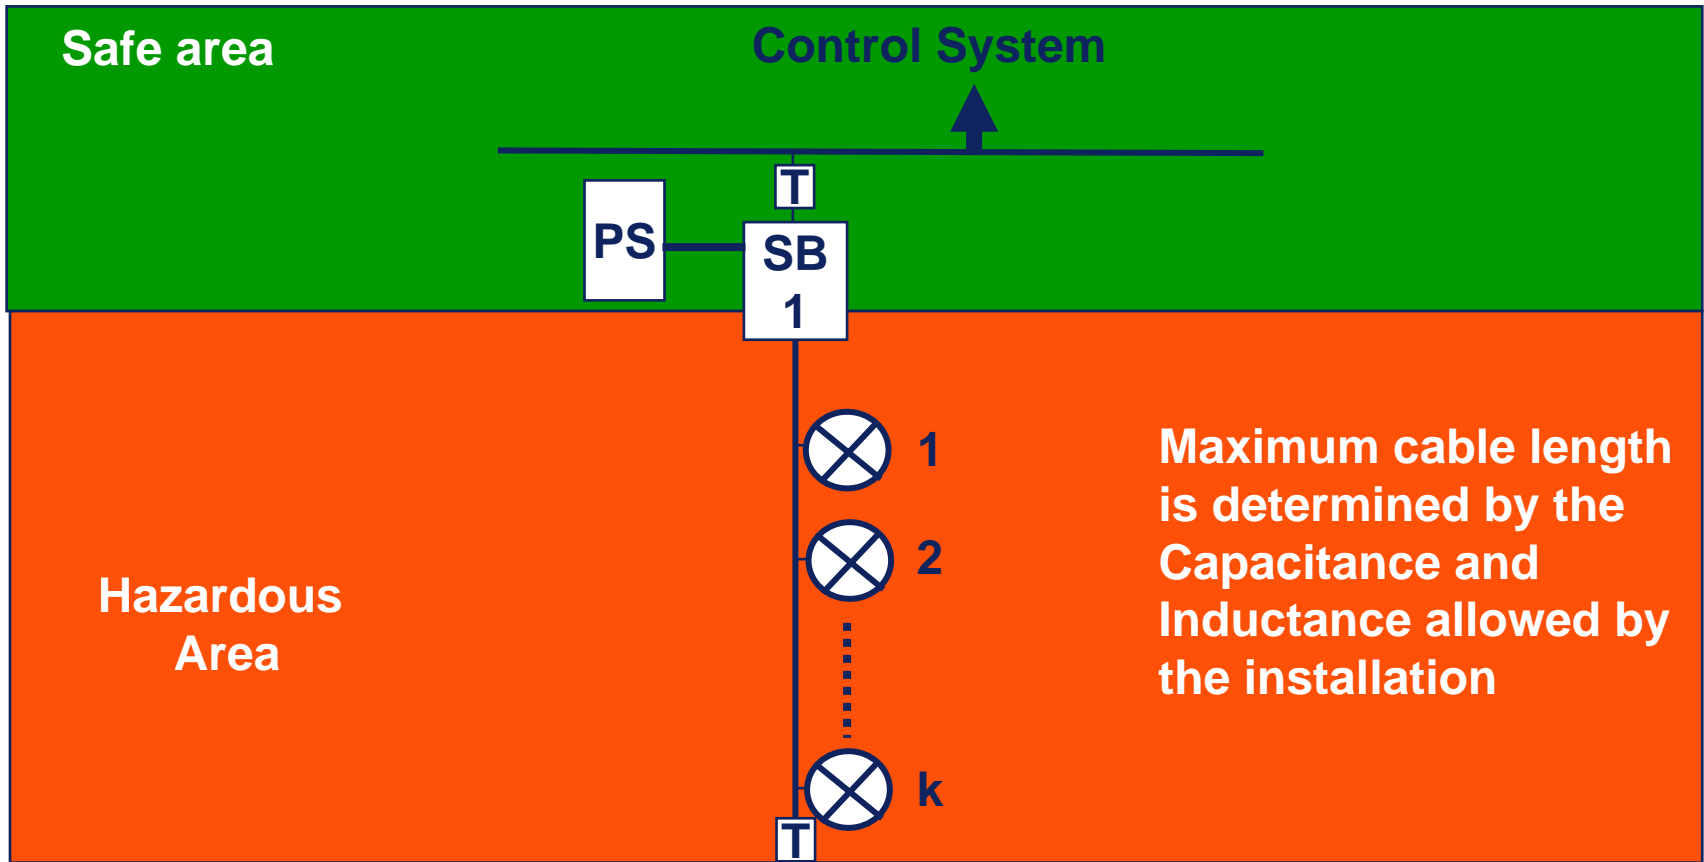 Safe area
Control System
T
PS
SB
1
1
2
k
T
Hazardous
Area
Maximum cable length
is determined by the
Capacitance and
Inductance allowed by
the installation